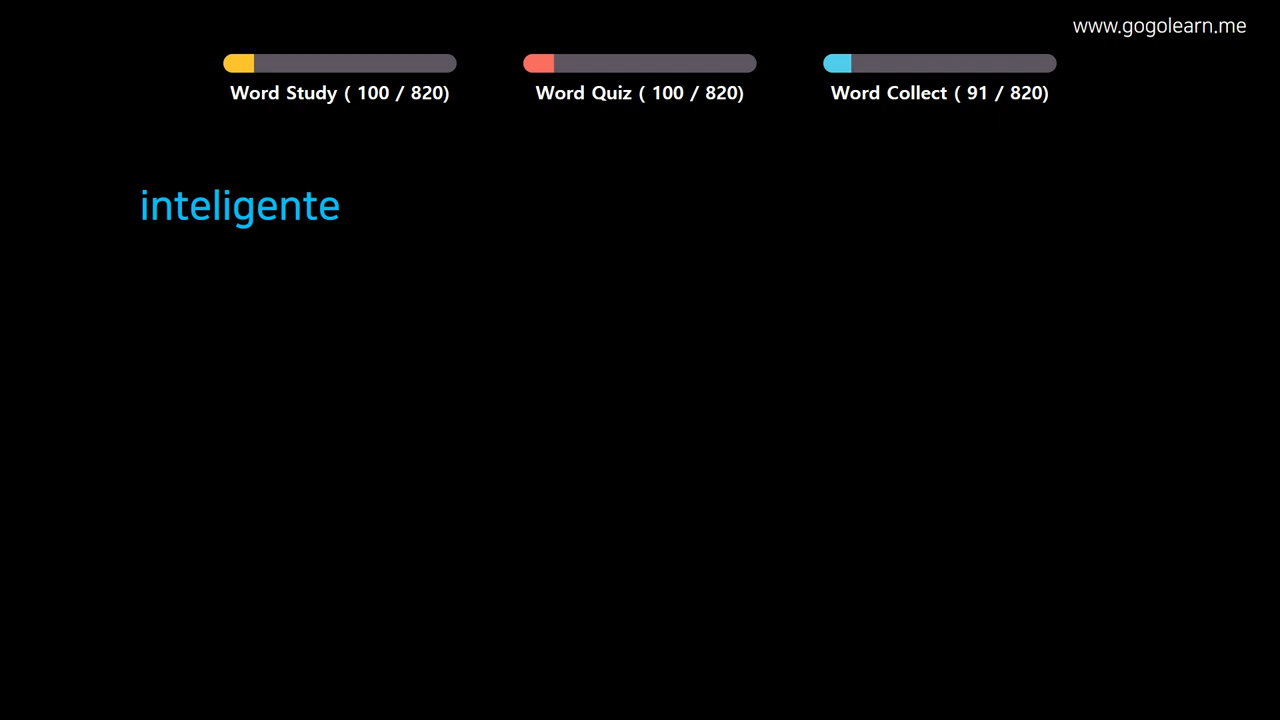 www.gogolearn.me
Word Study ( 100 / 820)
Word Quiz ( 100 / 820)
Word Collect ( 91 / 820)
inteligente